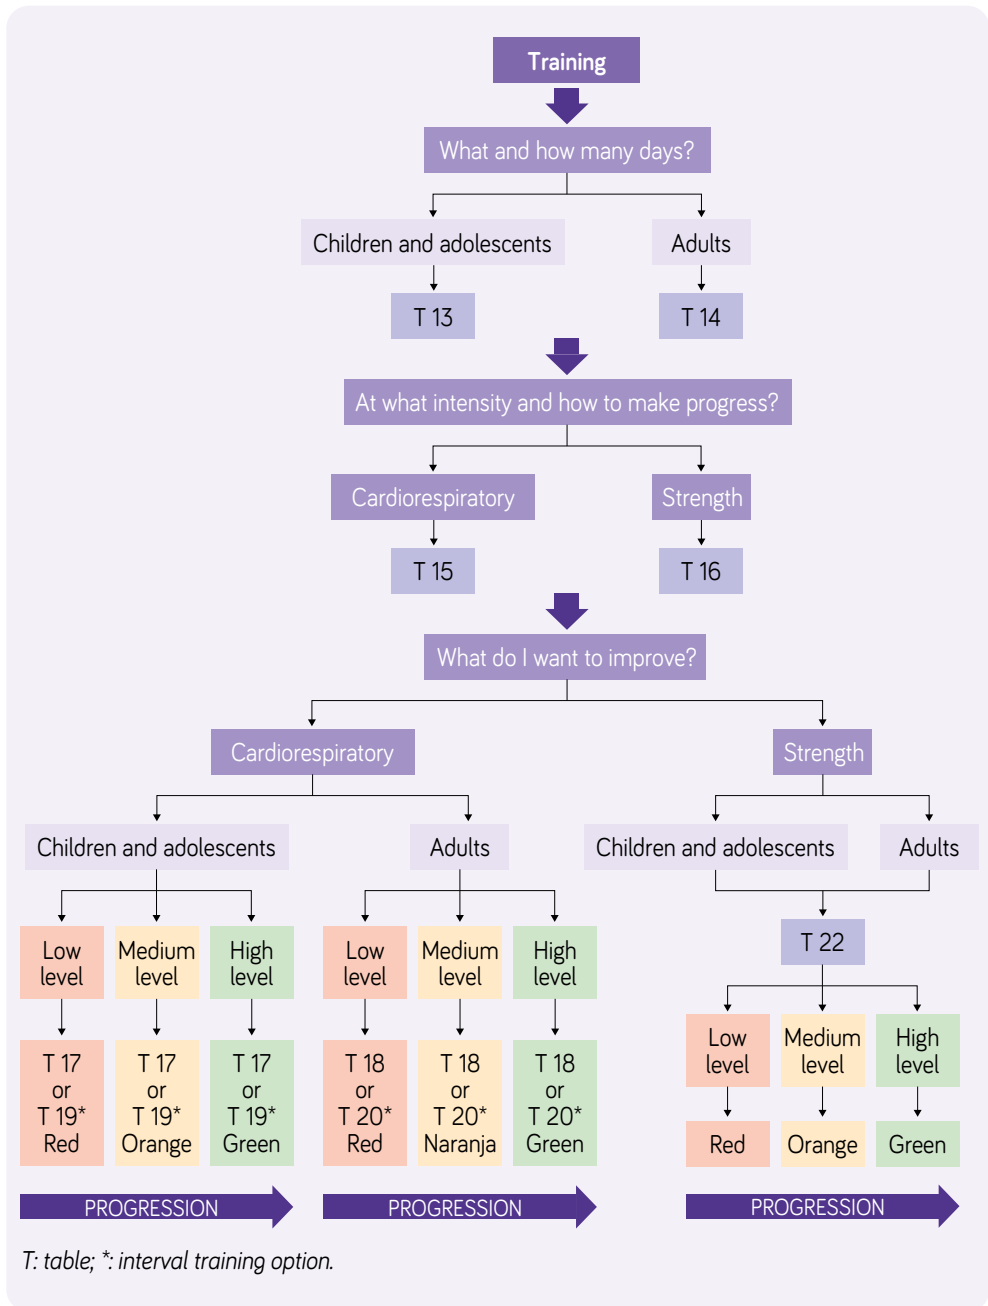 Training
What and how many days?
Children and adolescents
Adults
T 13
T 14
At what intensity and how to make progress?
Cardiorespiratory
Strength
T 15
T 16
What do I want to improve?
Cardiorespiratory
Strength
Children and adolescents
Adults
Children and adolescents
Adults
Low
level
Medium
level
High
level
Low
level
Medium
level
High
level
T 22
Low
level
Medium
level
High
level
T 17
or
T 19*
Red
T 17
or
T 19*
Orange
T 17
or
T 19*
Green
T 18
or
T 20*
Red
T 18
or
T 20*
Naranja
T 18
or
T 20*
Green
Red
Orange
Green
PROGRESSION
PROGRESSION
PROGRESSION
T: table; *: interval training option.